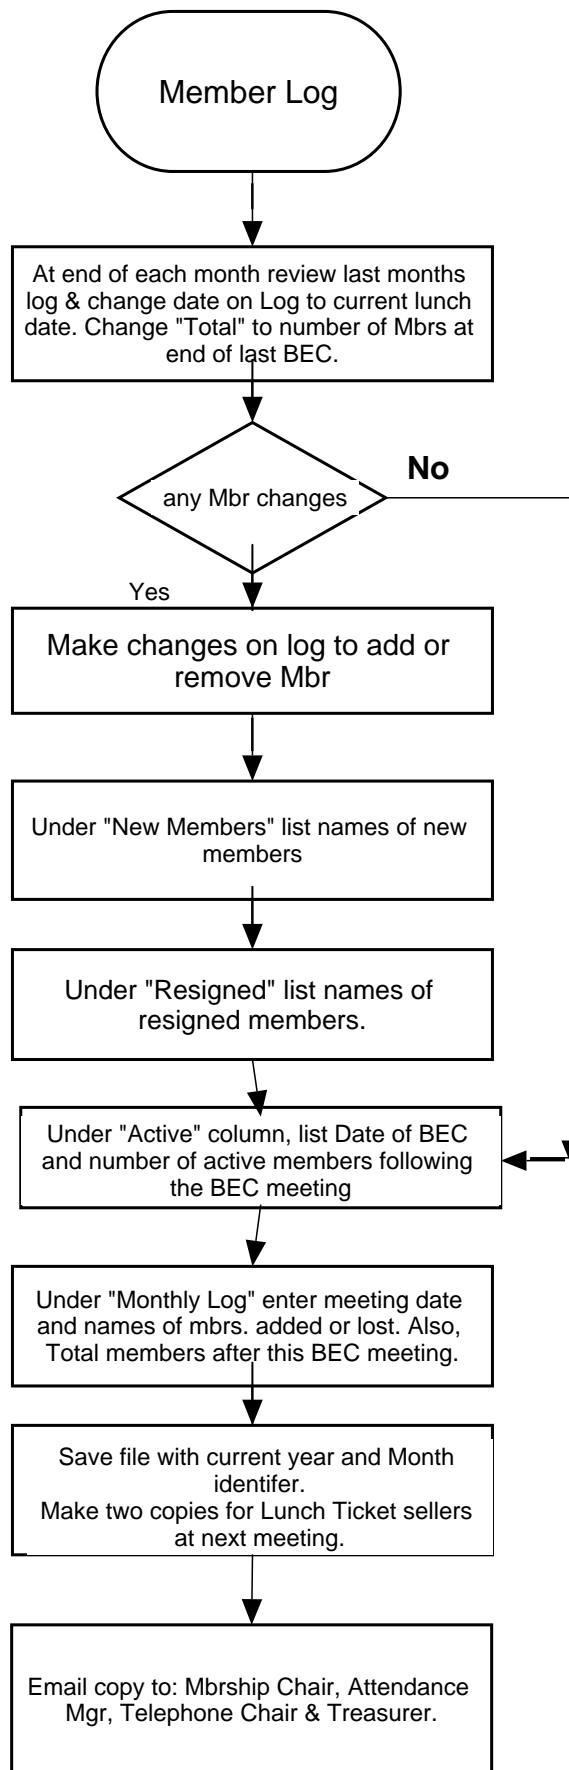 Member Log
At end of each month review last months
log & change date on Log to current lunch
date. Change "Total" to number of Mbrs at
end of last BEC.
any Mbr changes
No
Yes
Make changes on log to add or
remove Mbr
Under "New Members" list names of new
members
Under "Resigned" list names of
resigned members.
Under "Active" column, list Date of BEC
and number of active members following
the BEC meeting
Under "Monthly Log" enter meeting date
and names of mbrs. added or lost. Also,
Total members after this BEC meeting.
Save file with current year and Month
identifer.
Make two copies for Lunch Ticket sellers
at next meeting.
Email copy to: Mbrship Chair, Attendance
Mgr, Telephone Chair & Treasurer.